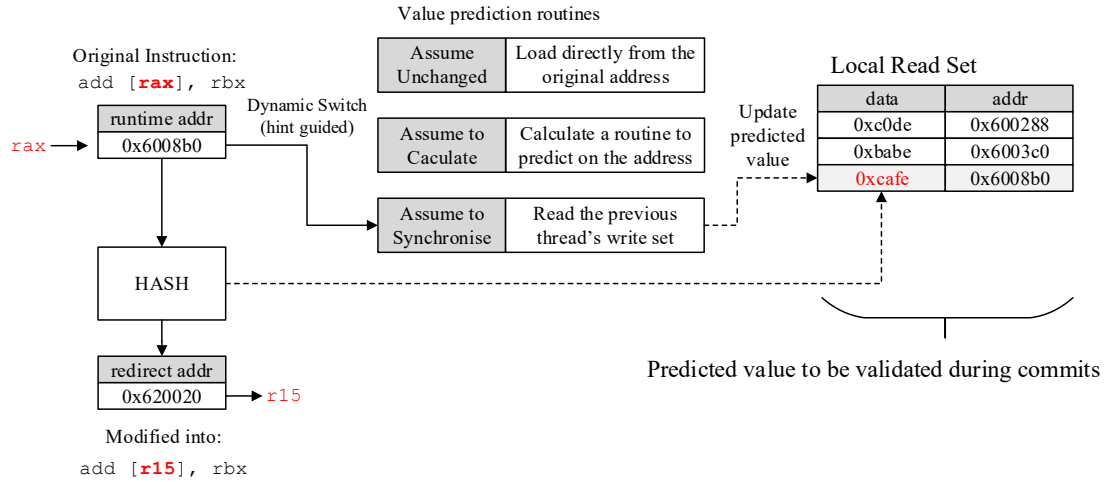 Value prediction routines
Original Instruction:
add [rax], rbx
runtime addr
0x6008b0
rax
Dynamic Switch
(hint guided)
Assume
Unchanged
Load directly from the
original address
Assume to
Caculate
Calculate a routine to
predict on the address
Assume to
Synchronise
Read the previous
thread's write set
Update
predicted
value
Local Read Set
data addr
0xc0de 0x600288
0xbabe 0x6003c0
0xcafe 0x6008b0
HASH
redirect addr
0x620020
r15
Modified into:
add [r15], rbx
Predicted value to be validated during commits